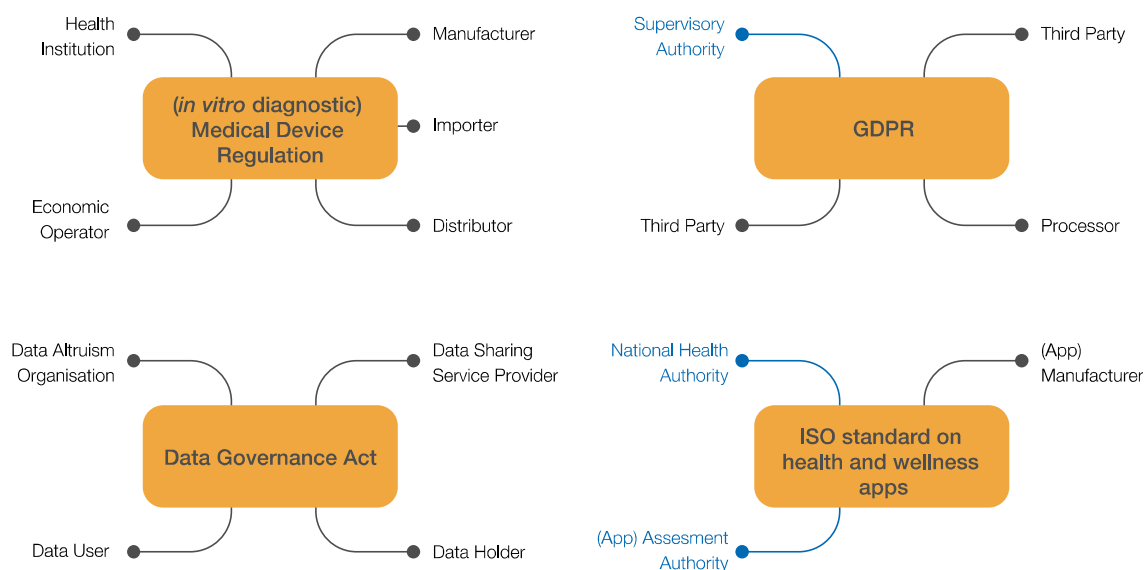 Health
Institution
Manufacturer
(in vitro diagnostic)
Medical Device
Regulation
Importer
Economic
Operator
Distributor
Supervisory
Authority
Third Party
GDPR
Third Party
Processor
Data Altruism
Organisation
Data Sharing
Service Provider
Data Governance Act
Data User
Data Holder
National Health
Authority
(App)
Manufacturer
ISO standard on
health and wellness
apps
(App) Assesment
Authority